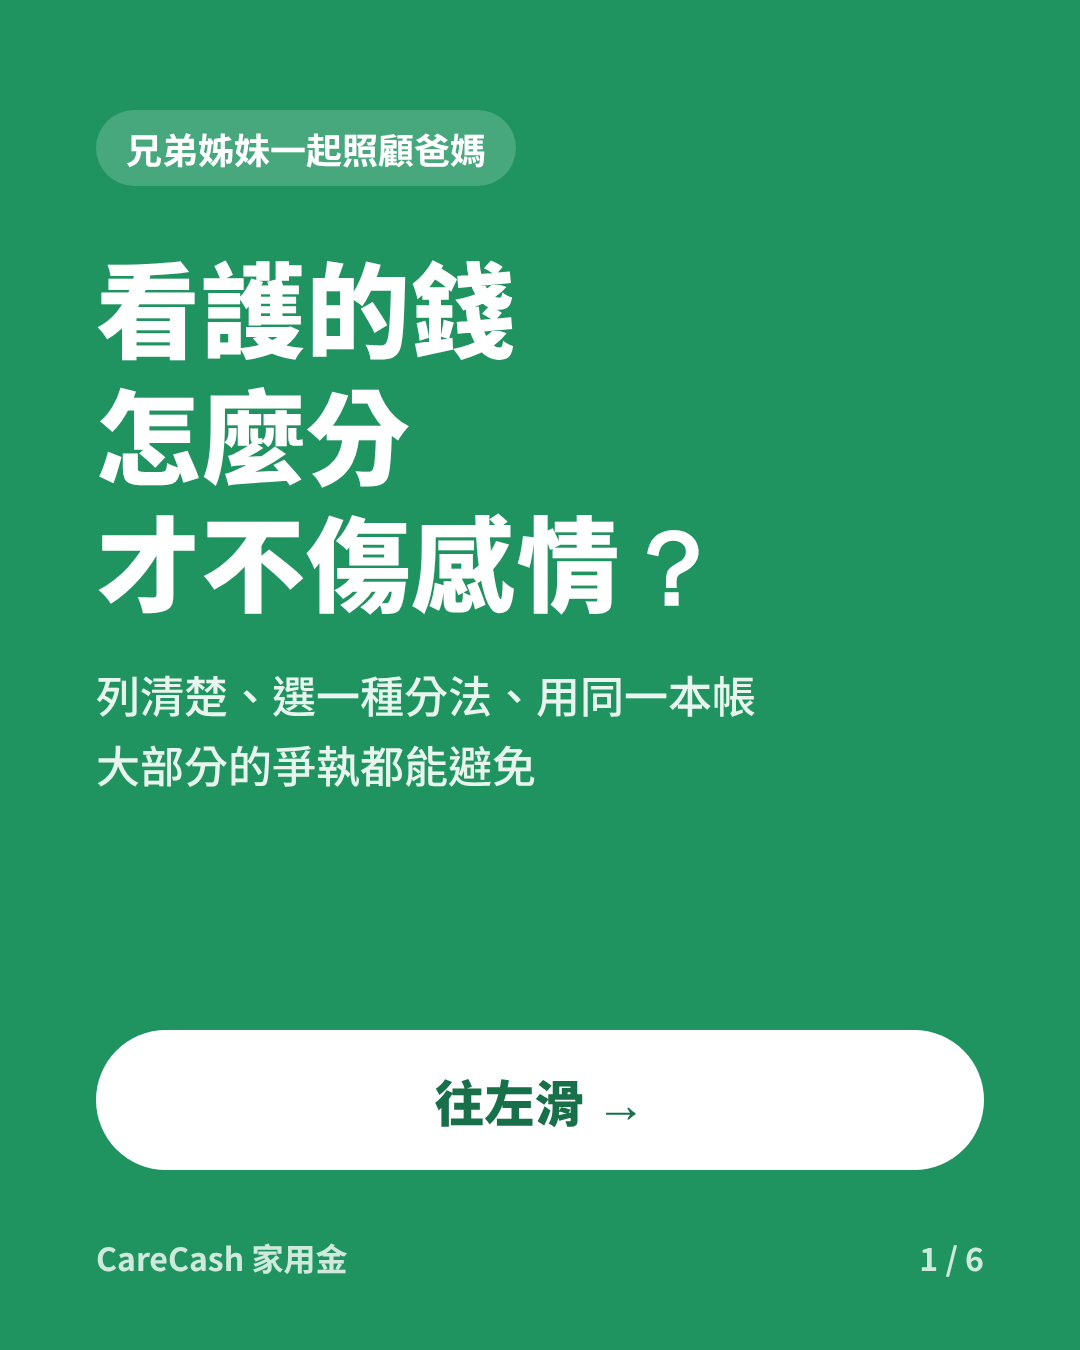 兄弟姊妹一起照顧爸媽
看護的錢
怎麼分
才不傷感情？
列清楚、選一種分法、用同一本帳
大部分的爭執都能避免
往左滑 →
CareCash 家用金
1 / 6